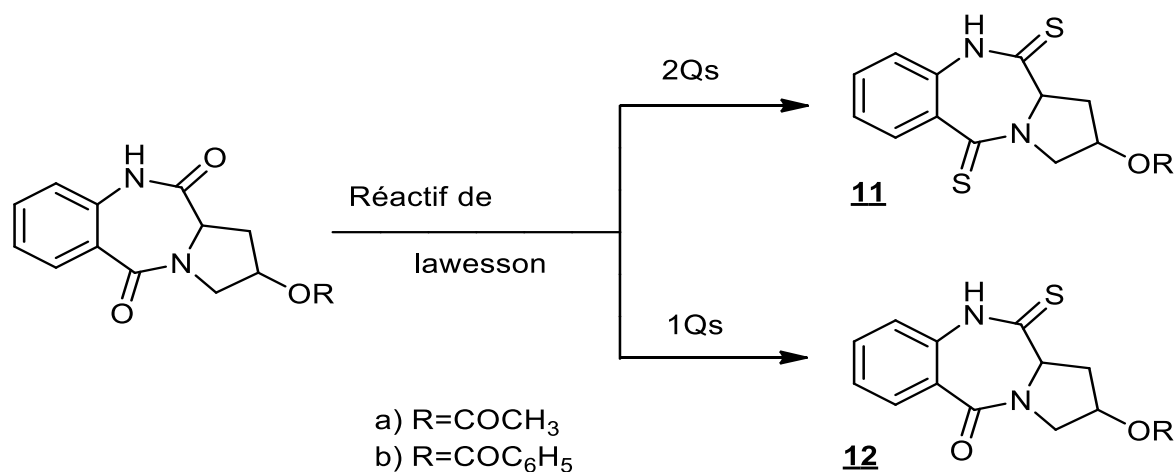 H
N
O
N
O
OR
Réactif de
lawesson
2Qs
1Qs
H
N
S
N
S
OR
11
H
N
S
N
O
OR
12
a) R=COCH₃
b) R=COC₆H₅